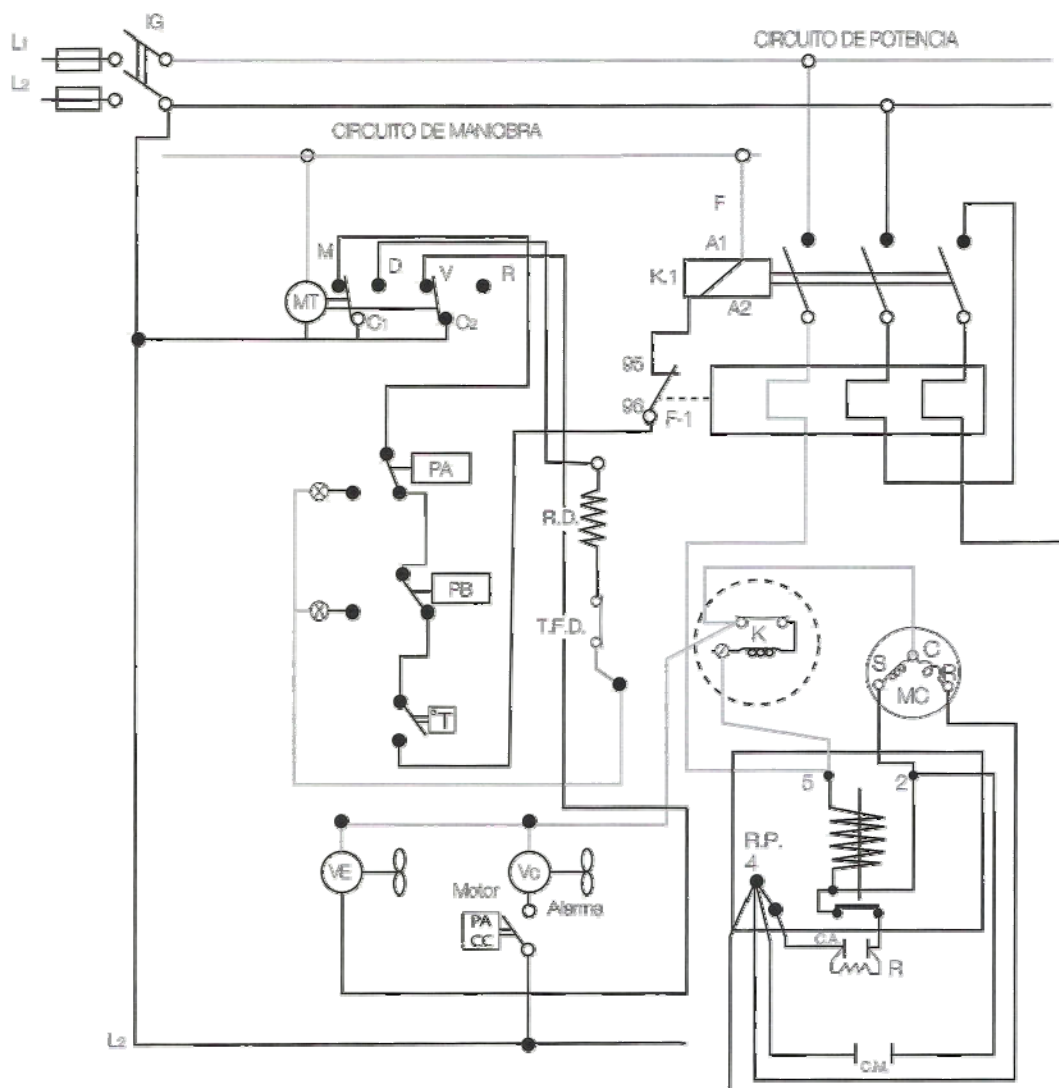 IG
L1
L2
CIRCUITO DE POTENCIA
CIRCUITO DE MANIOBRA
F
M
D
V
R
A1
K.1
A2
MT
C1
C2
95
96
F-1
PA
R.D.
PB
T.F.D.
K
C
S
R
MC
°T
5
2
R.P.
4
VE
Vc
Motor
Alarma
PA
CC
C.A.
R
L2
C.M.